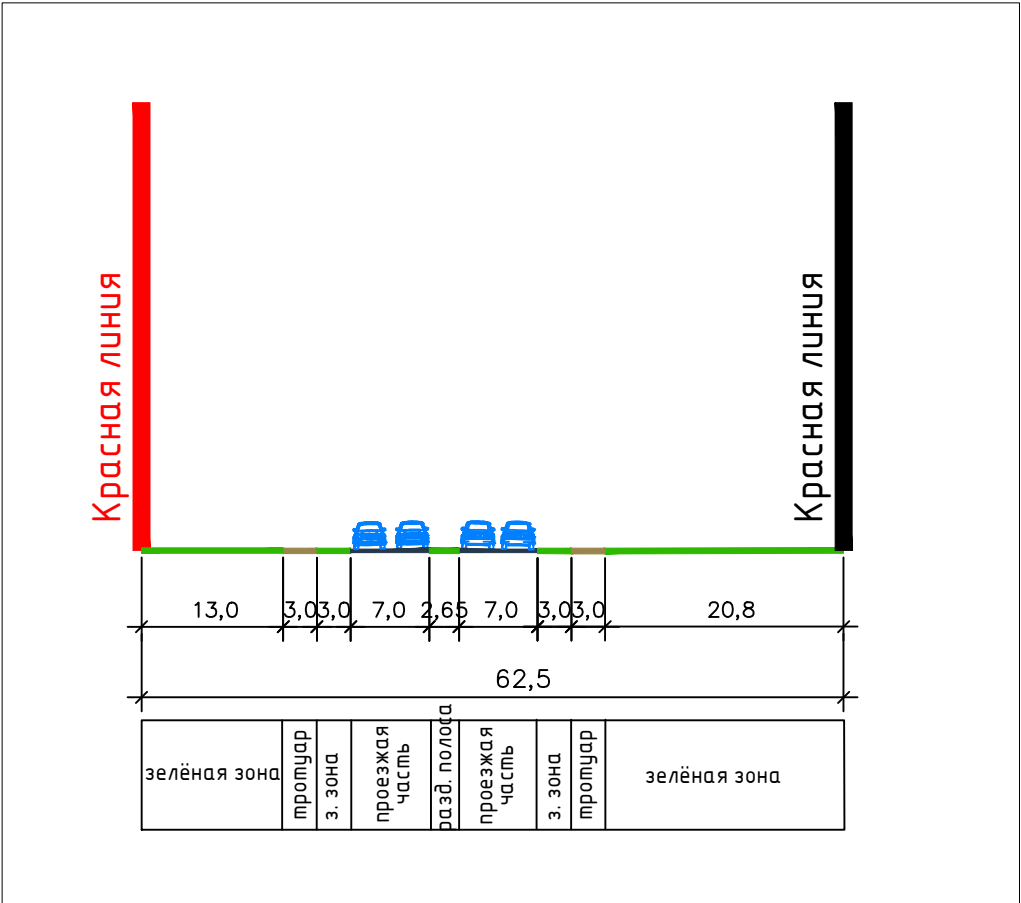 Красная линия
Красная линия
13,0
3,0
3,0
7,0
2,65
7,0
3,0
3,0
20,8
62,5
зелёная зона
тротуар
з. зона
проезжая
часть
разд. полоса
проезжая
часть
з. зона
тротуар
зелёная зона